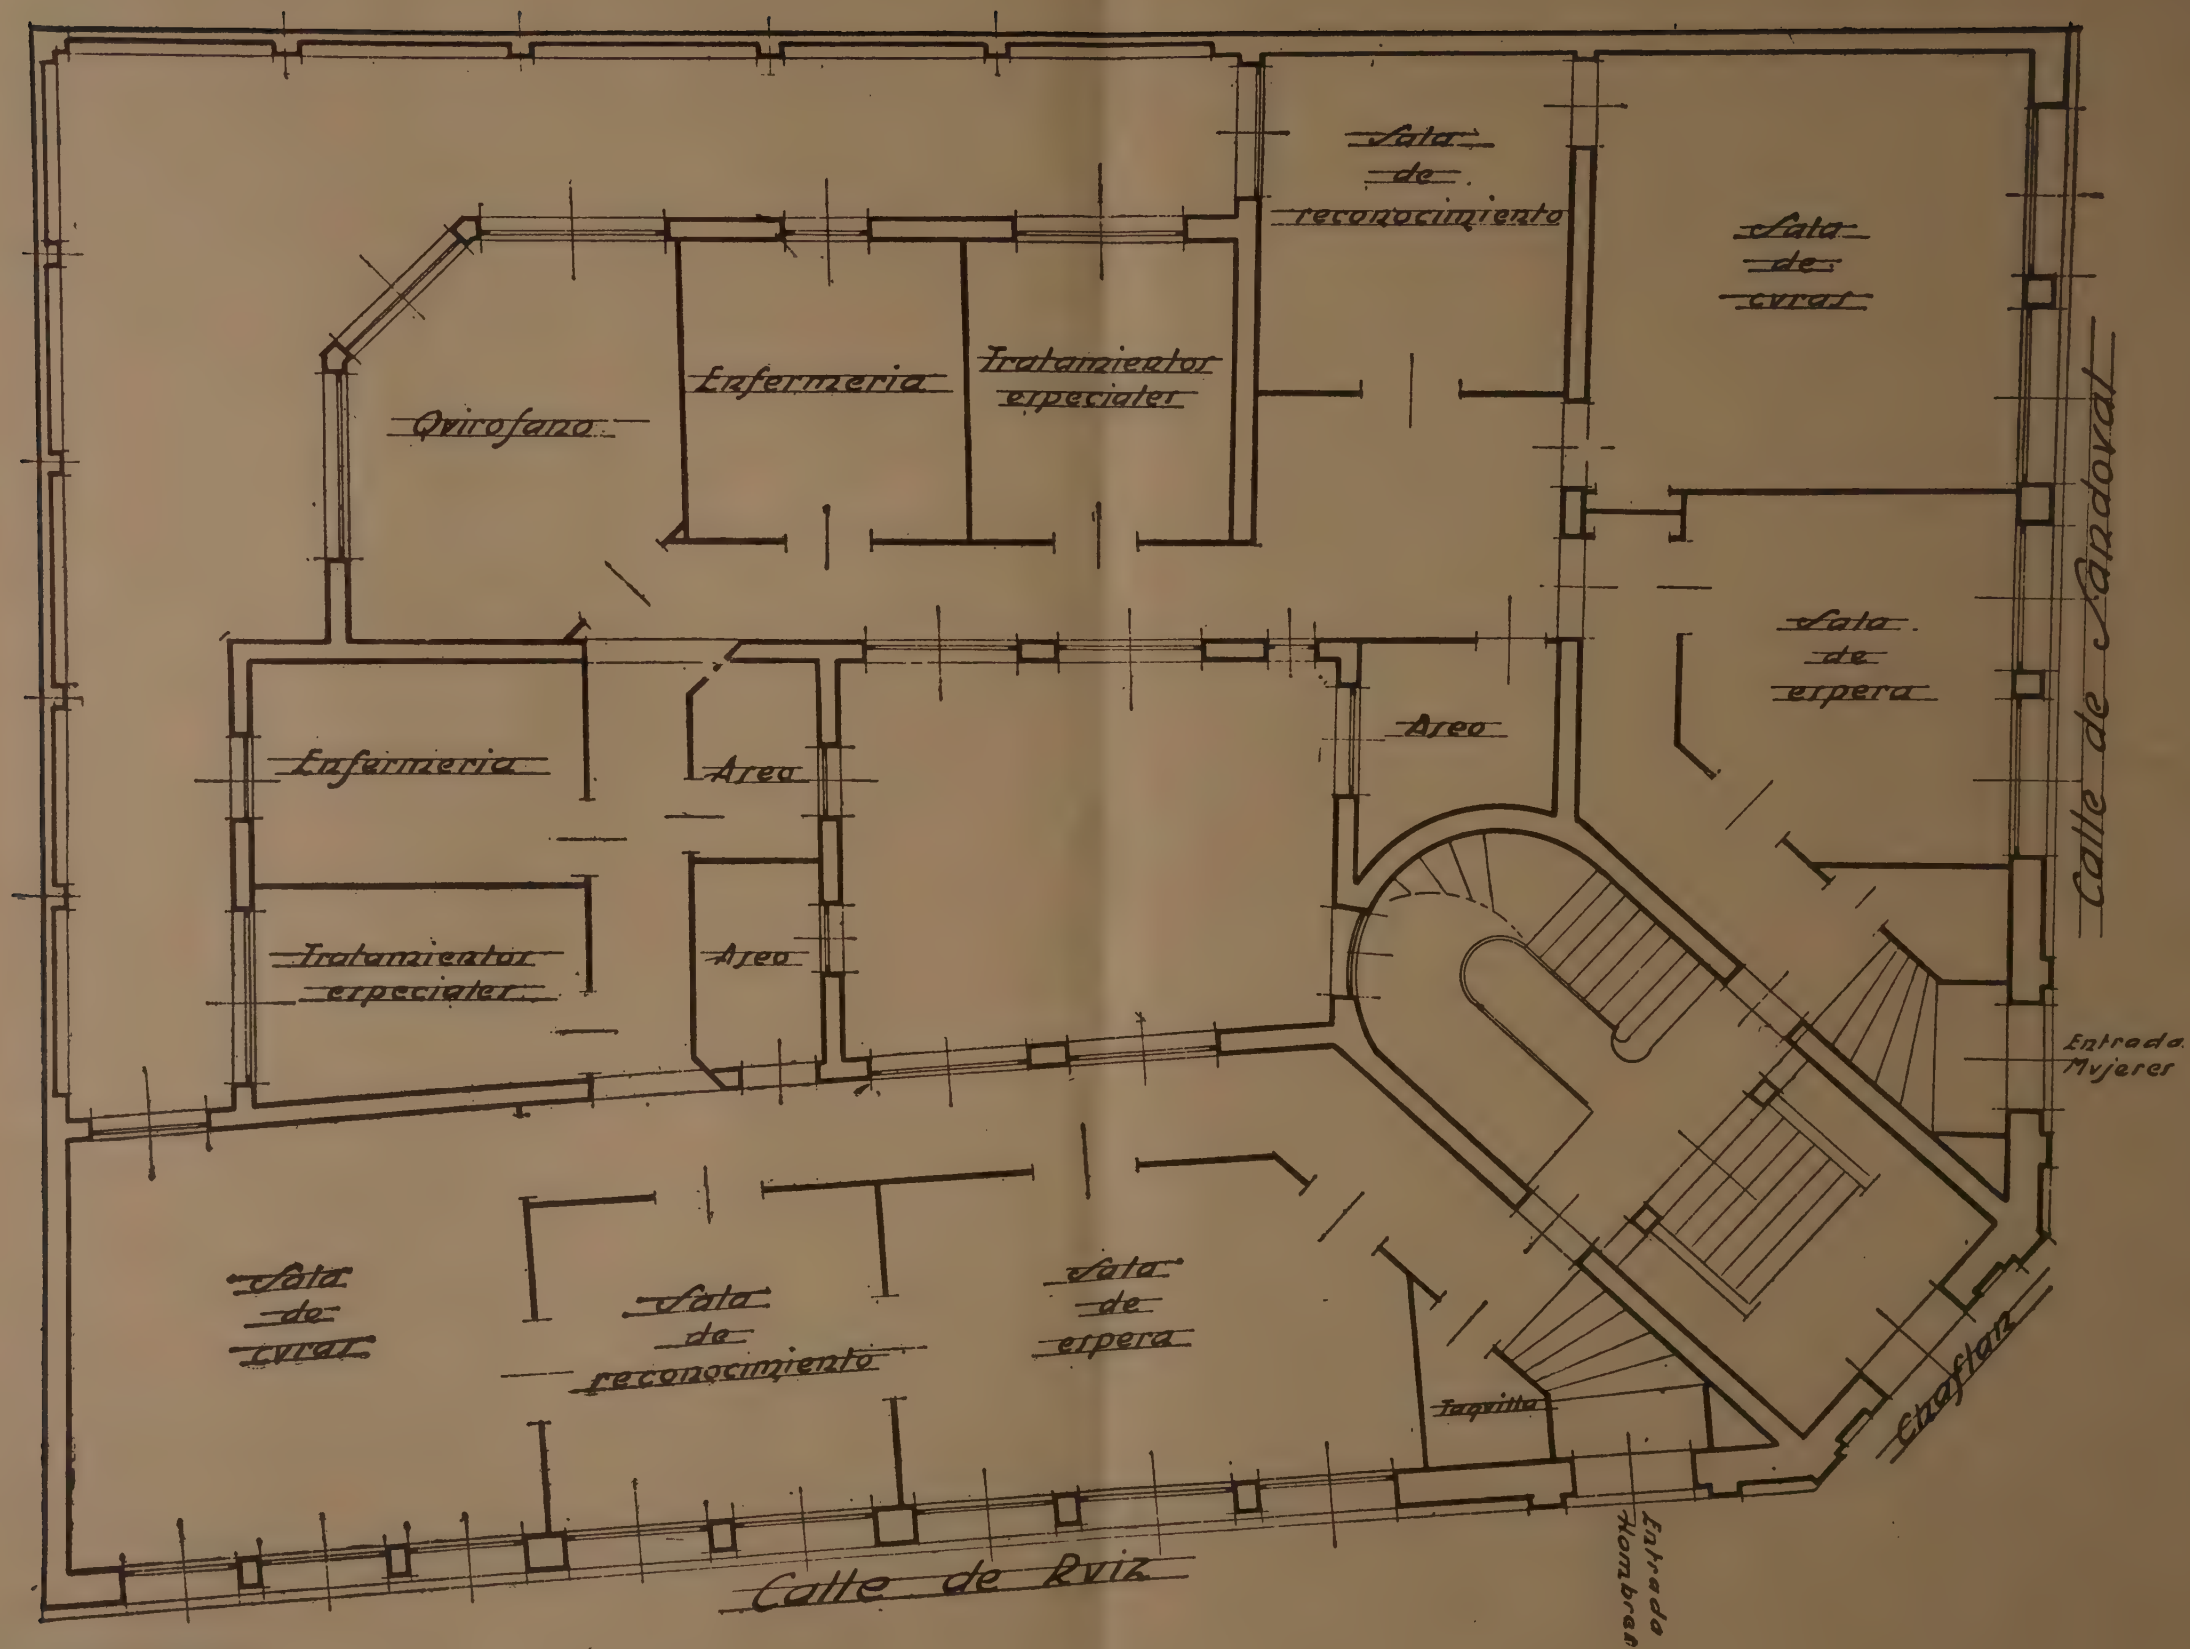 Sala
de
reconocimiento
Sala
de
curas
Quirofano
Enfermeria
Tratamientos
especiales
Sala
de
espera
Aseo
Enfermeria
Aseo
Tratamientos
especiales
Aseo
Calle de Sandoval
Entrada
Mujeres
Sala
de
curas
Sala
de
reconocimiento
Sala
de
espera
Taquilla
Chaflan
Calle de Ruiz
Entrada
Hombres